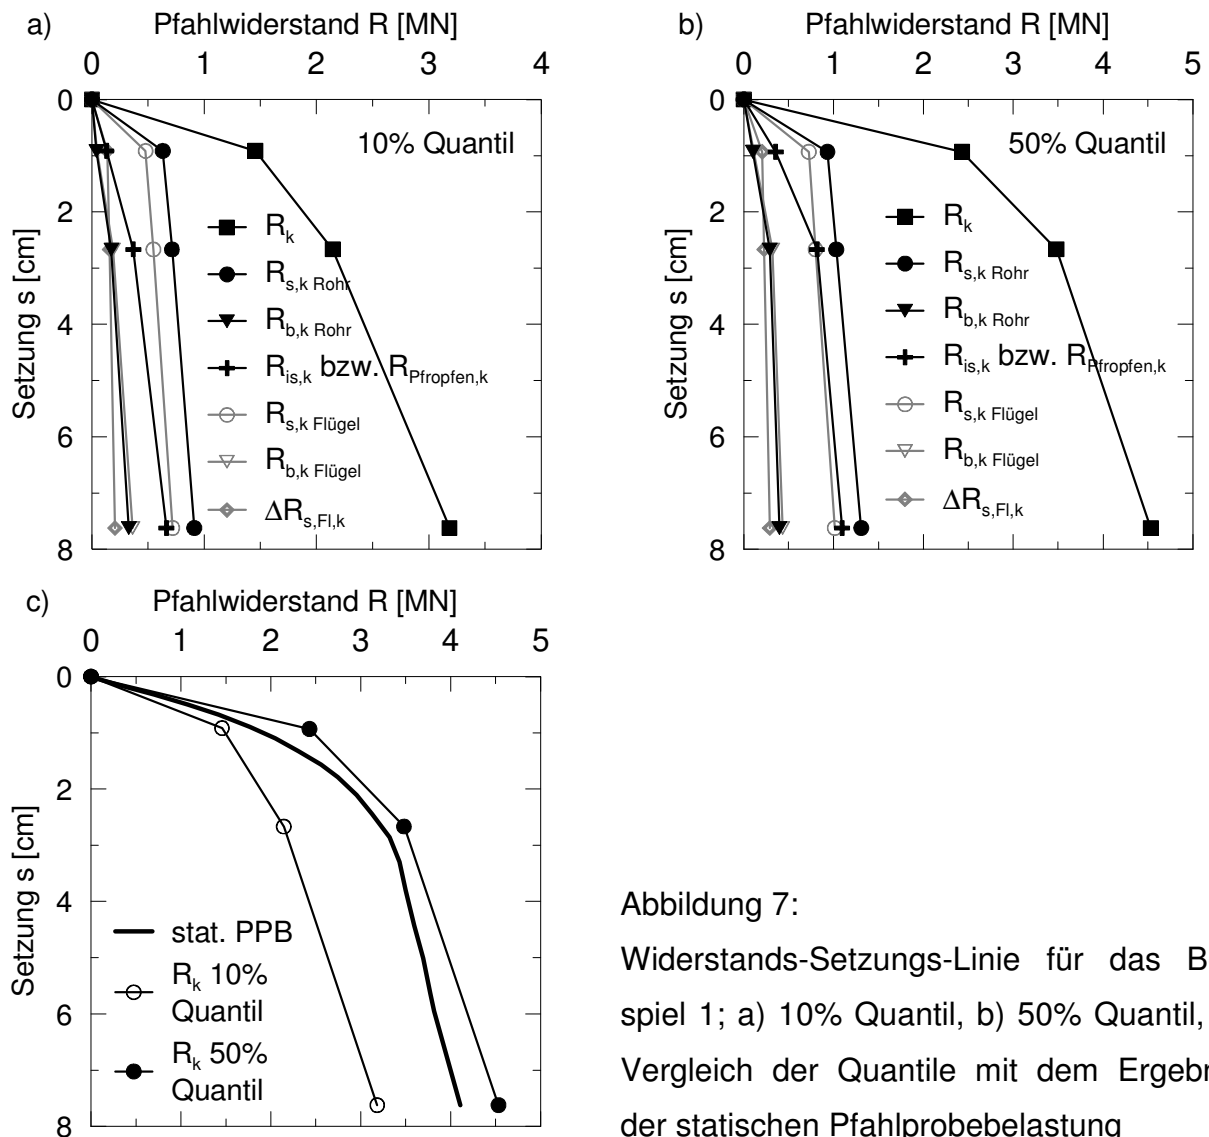 a)
Pfahlwiderstand R [MN]
0 1 2 3 4
0
2
4
6
8
Setzung s [cm]
10% Quantil
R_k
R_s,k Rohr
R_b,k Rohr
R_is,k bzw. R_Pfropfen,k
R_s,k Flügel
R_b,k Flügel
ΔR_s,Fl,k
b)
Pfahlwiderstand R [MN]
0 1 2 3 4 5
0
2
4
6
8
Setzung s [cm]
50% Quantil
R_k
R_s,k Rohr
R_b,k Rohr
R_is,k bzw. R_Pfropfen,k
R_s,k Flügel
R_b,k Flügel
ΔR_s,Fl,k
c)
Pfahlwiderstand R [MN]
0 1 2 3 4 5
0
2
4
6
8
Setzung s [cm]
stat. PPB
R_k 10%
Quantil
R_k 50%
Quantil
Abbildung 7:
Widerstands-Setzungs-Linie für das B
spiel 1; a) 10% Quantil, b) 50% Quantil,
Vergleich der Quantile mit dem Ergebn
der statischen Pfahlprobebelastung